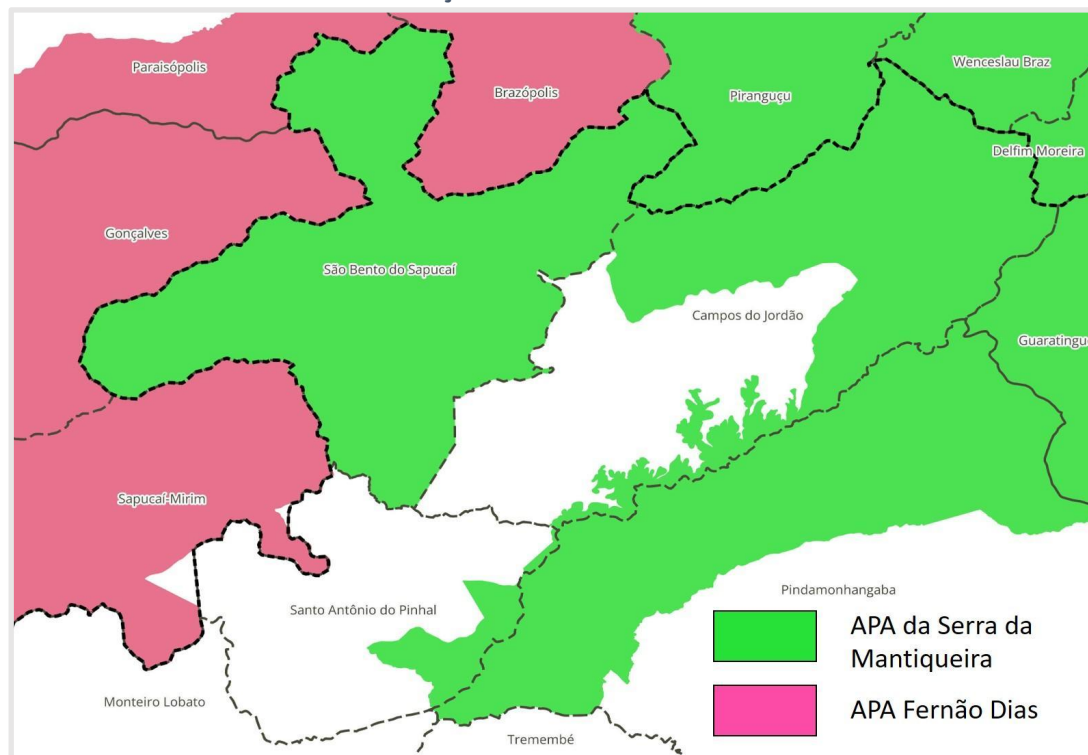 Paraisópolis
Brazópolis
Wenceslau Braz
Piranguçu
Delfim Moreira
Gonçalves
São Bento do Sapucaí
Campos do Jordão
Guaratingu
Sapucaí-Mirim
Santo Antônio do Pinhal
Pindamonhangaba
APA da Serra da
Mantiqueira
Monteiro Lobato
APA Fernão Dias
Tremembé